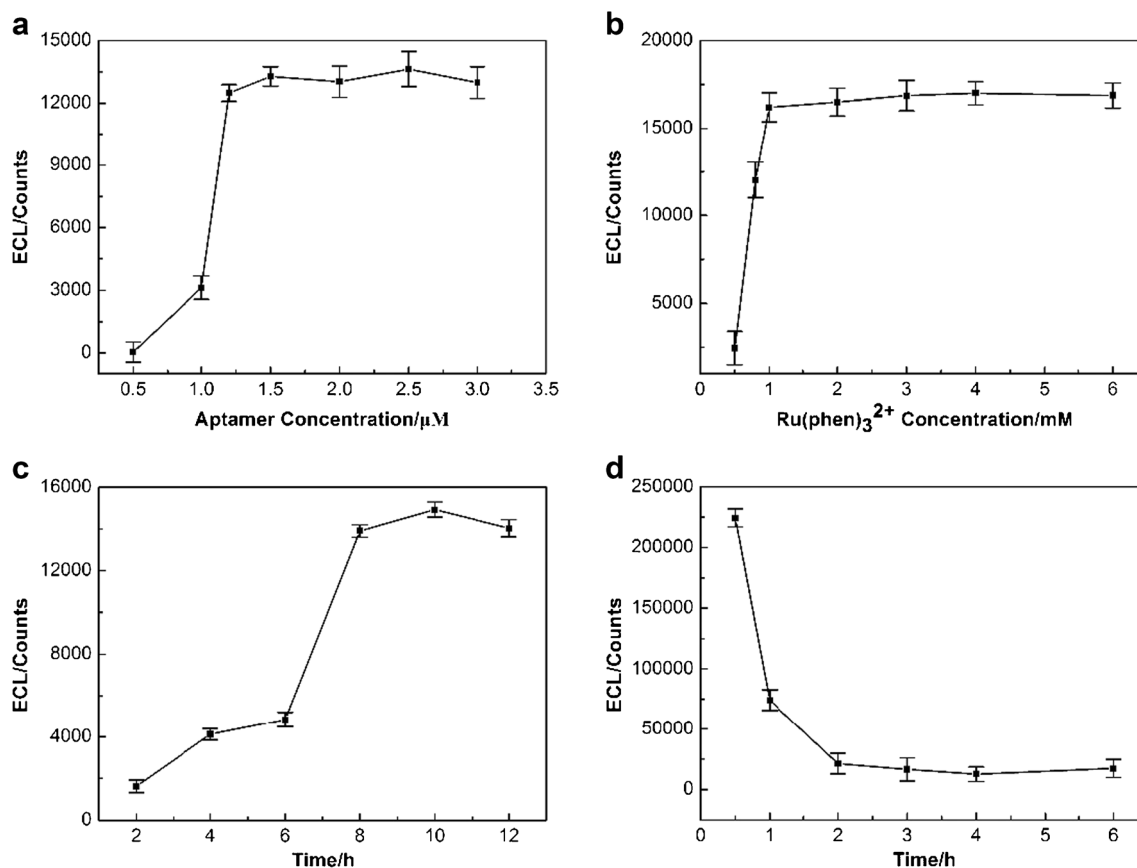 a
15000
12000
9000
6000
3000
0
ECL/Counts
0.5 1.0 1.5 2.0 2.5 3.0 3.5
Aptamer Concentration/μM
b
20000
15000
10000
5000
ECL/Counts
0 1 2 3 4 5 6
Ru(phen)₃²⁺ Concentration/mM
c
16000
12000
8000
4000
0
ECL/Counts
2 4 6 8 10 12
Time/h
d
250000
200000
150000
100000
50000
0
ECL/Counts
0 1 2 3 4 5 6
Time/h